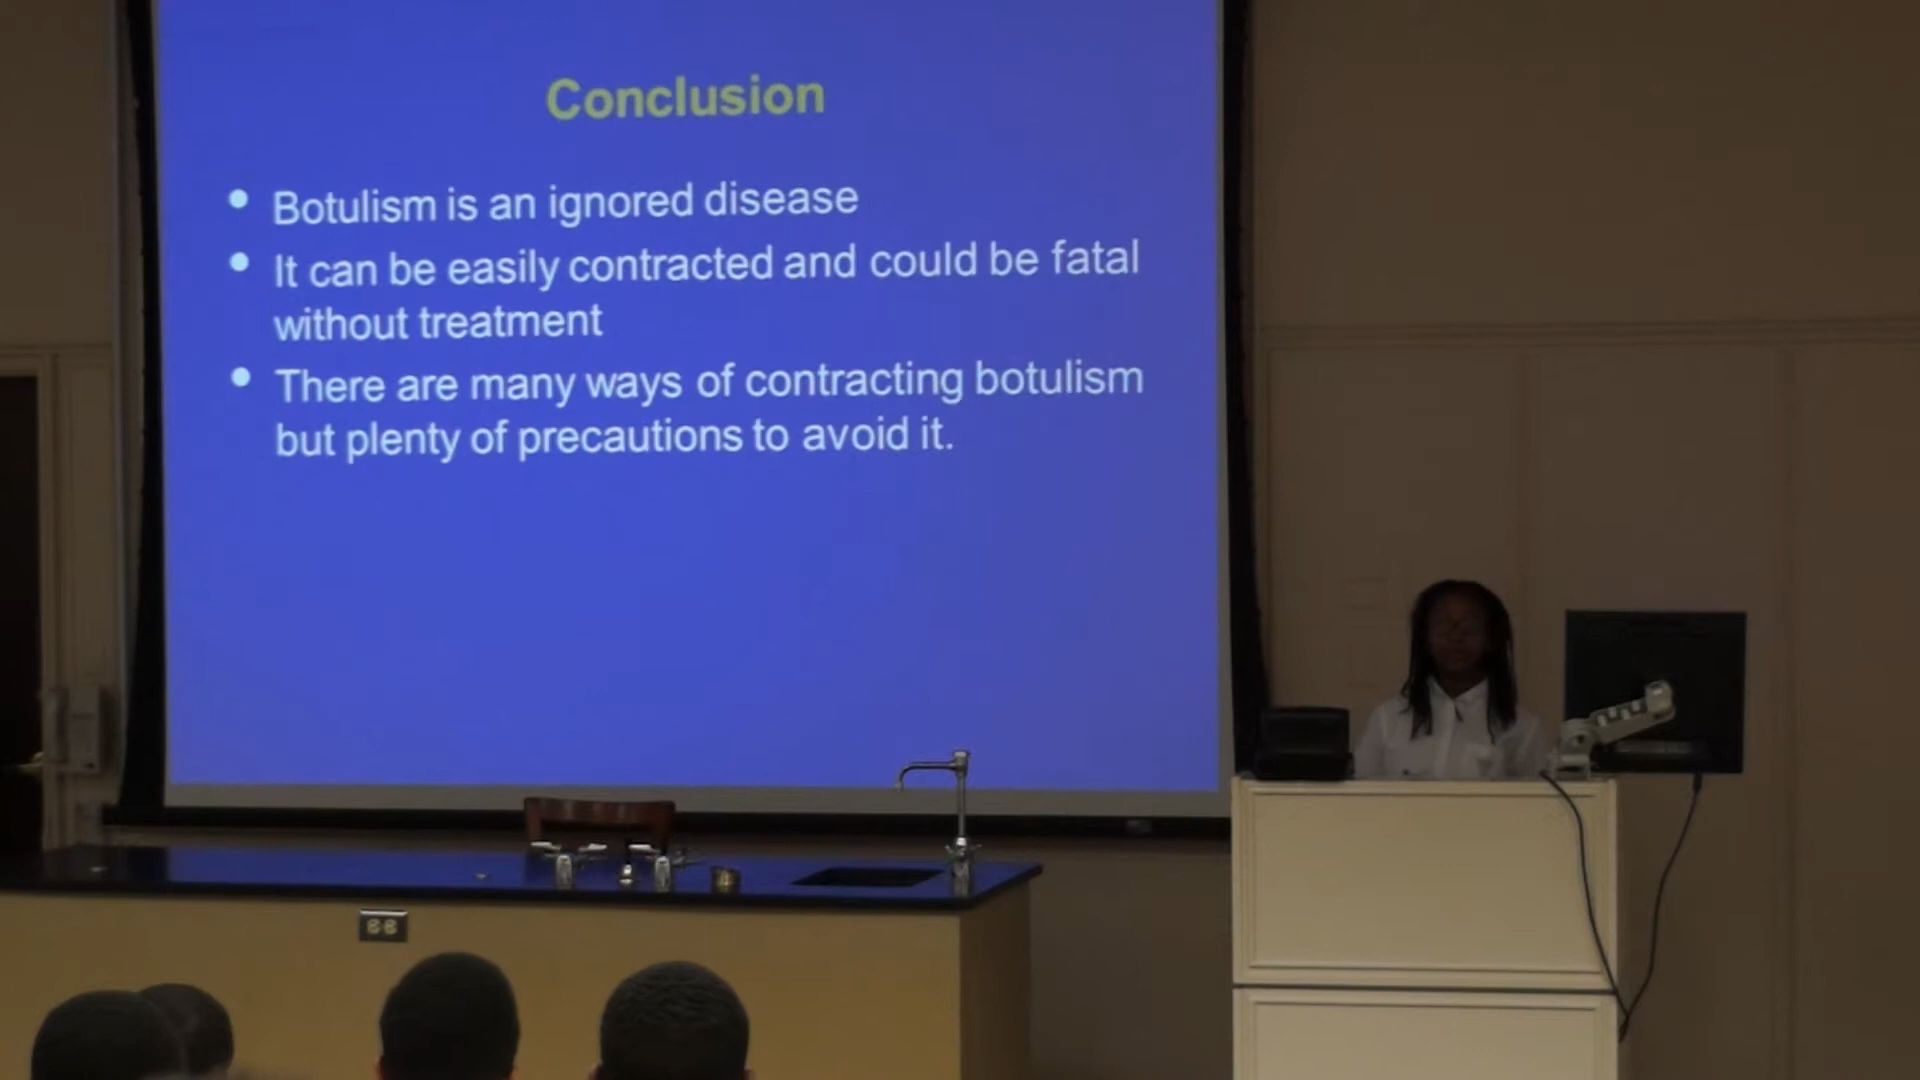 Conclusion
• Botulism is an ignored disease
• It can be easily contracted and could be fatal
without treatment
• There are many ways of contracting botulism
but plenty of precautions to avoid it.